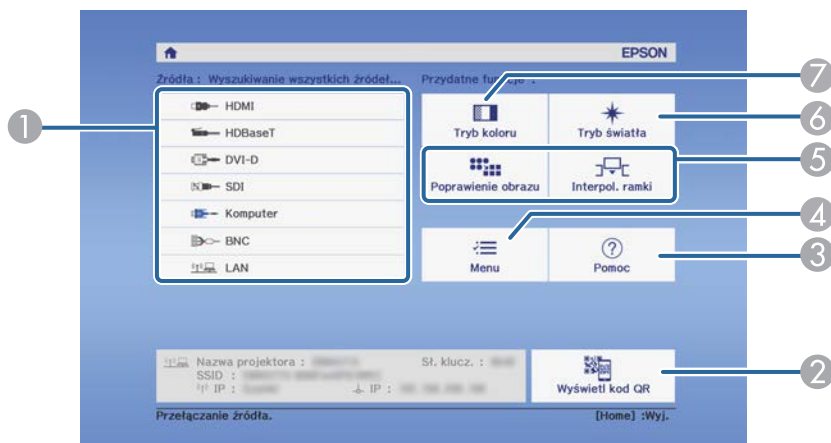 EPSON
Źródła : Wyszukiwanie wszystkich źródeł...
Przydatne funkcje :
HDMI
HDBaseT
DVI-D
SDI
Komputer
BNC
LAN
Tryb koloru
Tryb światła
Poprawienie obrazu
Interpol. ramki
Menu
Pomoc
Nazwa projektora :
Sł. klucz. :
SSID :
IP :
IP :
Wyświetl kod QR
Przełączanie źródła.
[Home] :Wyj.
1
7
6
5
4
3
2